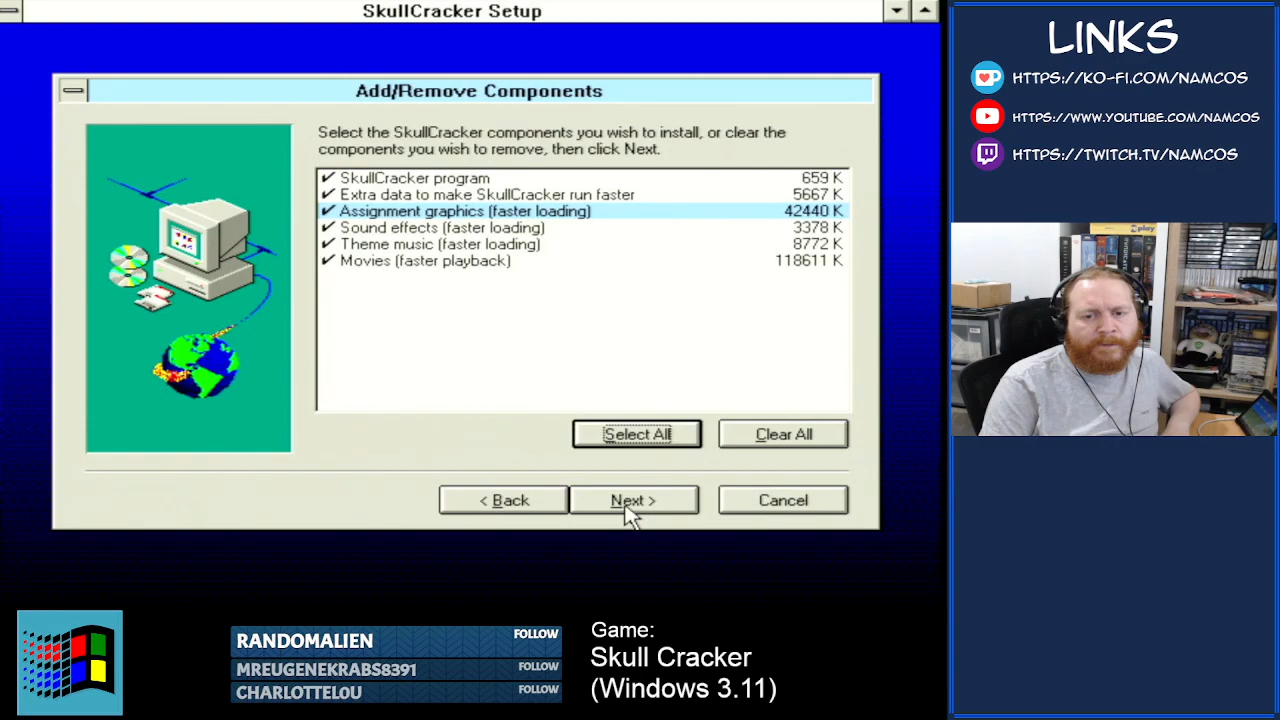 SkullCracker Setup
Add/Remove Components
Select the SkullCracker components you wish to install, or clear the
components you wish to remove, then click Next.
✔ SkullCracker program 659 K
✔ Extra data to make SkullCracker run faster 5667 K
✔ Assignment graphics (faster loading) 42440 K
✔ Sound effects (faster loading) 3378 K
✔ Theme music (faster loading) 8772 K
✔ Movies (faster playback) 118611 K
Select All Clear All
< Back Next > Cancel
LINKS
HTTPS://KO-FI.COM/NAMCOS
HTTPS://WWW.YOUTUBE.COM/NAMCOS
HTTPS://TWITCH.TV/NAMCOS
RANDOMALIEN FOLLOW
MREUGENEKRABS8391 FOLLOW
CHARLOTTELOU FOLLOW
Game:
Skull Cracker
(Windows 3.11)